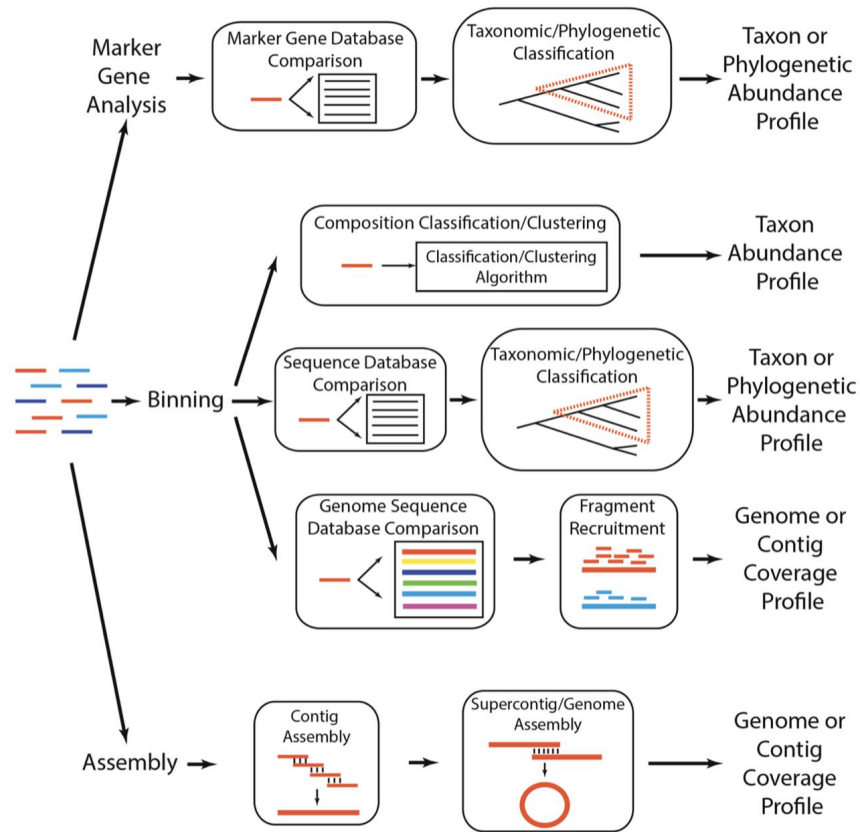 Marker
Gene
Analysis
Marker Gene Database
Comparison
Taxonomic/Phylogenetic
Classification
Taxon or
Phylogenetic
Abundance
Profile
Composition Classification/Clustering
Classification/Clustering
Algorithm
Taxon
Abundance
Profile
Binning
Sequence Database
Comparison
Taxonomic/Phylogenetic
Classification
Taxon or
Phylogenetic
Abundance
Profile
Genome Sequence
Database Comparison
Fragment
Recruitment
Genome or
Contig
Coverage
Profile
Assembly
Contig
Assembly
Supercontig/Genome
Assembly
Genome or
Contig
Coverage
Profile